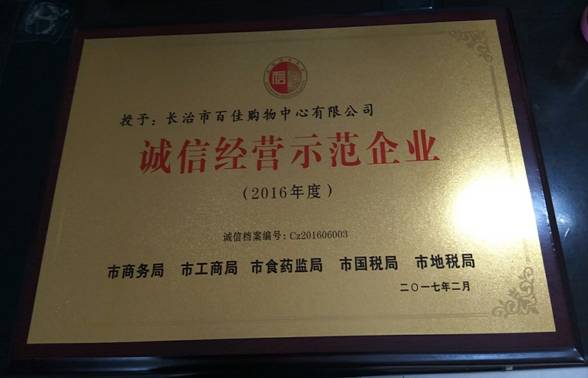 授予：长治市百佳购物中心有限公司
诚信经营示范企业
（2016年度）
诚信档案编号：Cz201606003
市商务局 市工商局 市食药监局 市国税局 市地税局
二〇一七年二月